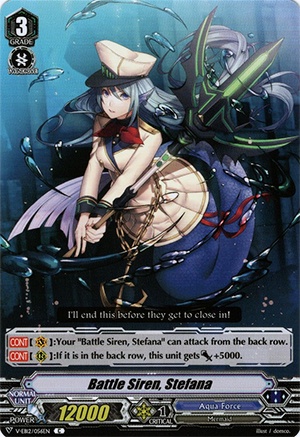 3
GRADE
I'll end this before they get to close in!
CONT [ ]:Your "Battle Siren, Stefana" can attack from the back row.
CONT [ ]:If it is in the back row, this unit gets +5000.
Battle Siren, Stefana
NORMAL
UNIT
Aqua Force
Mermaid
POWER 12000 1
CRITICAL
V-EB12/056EN C
illust / domco.